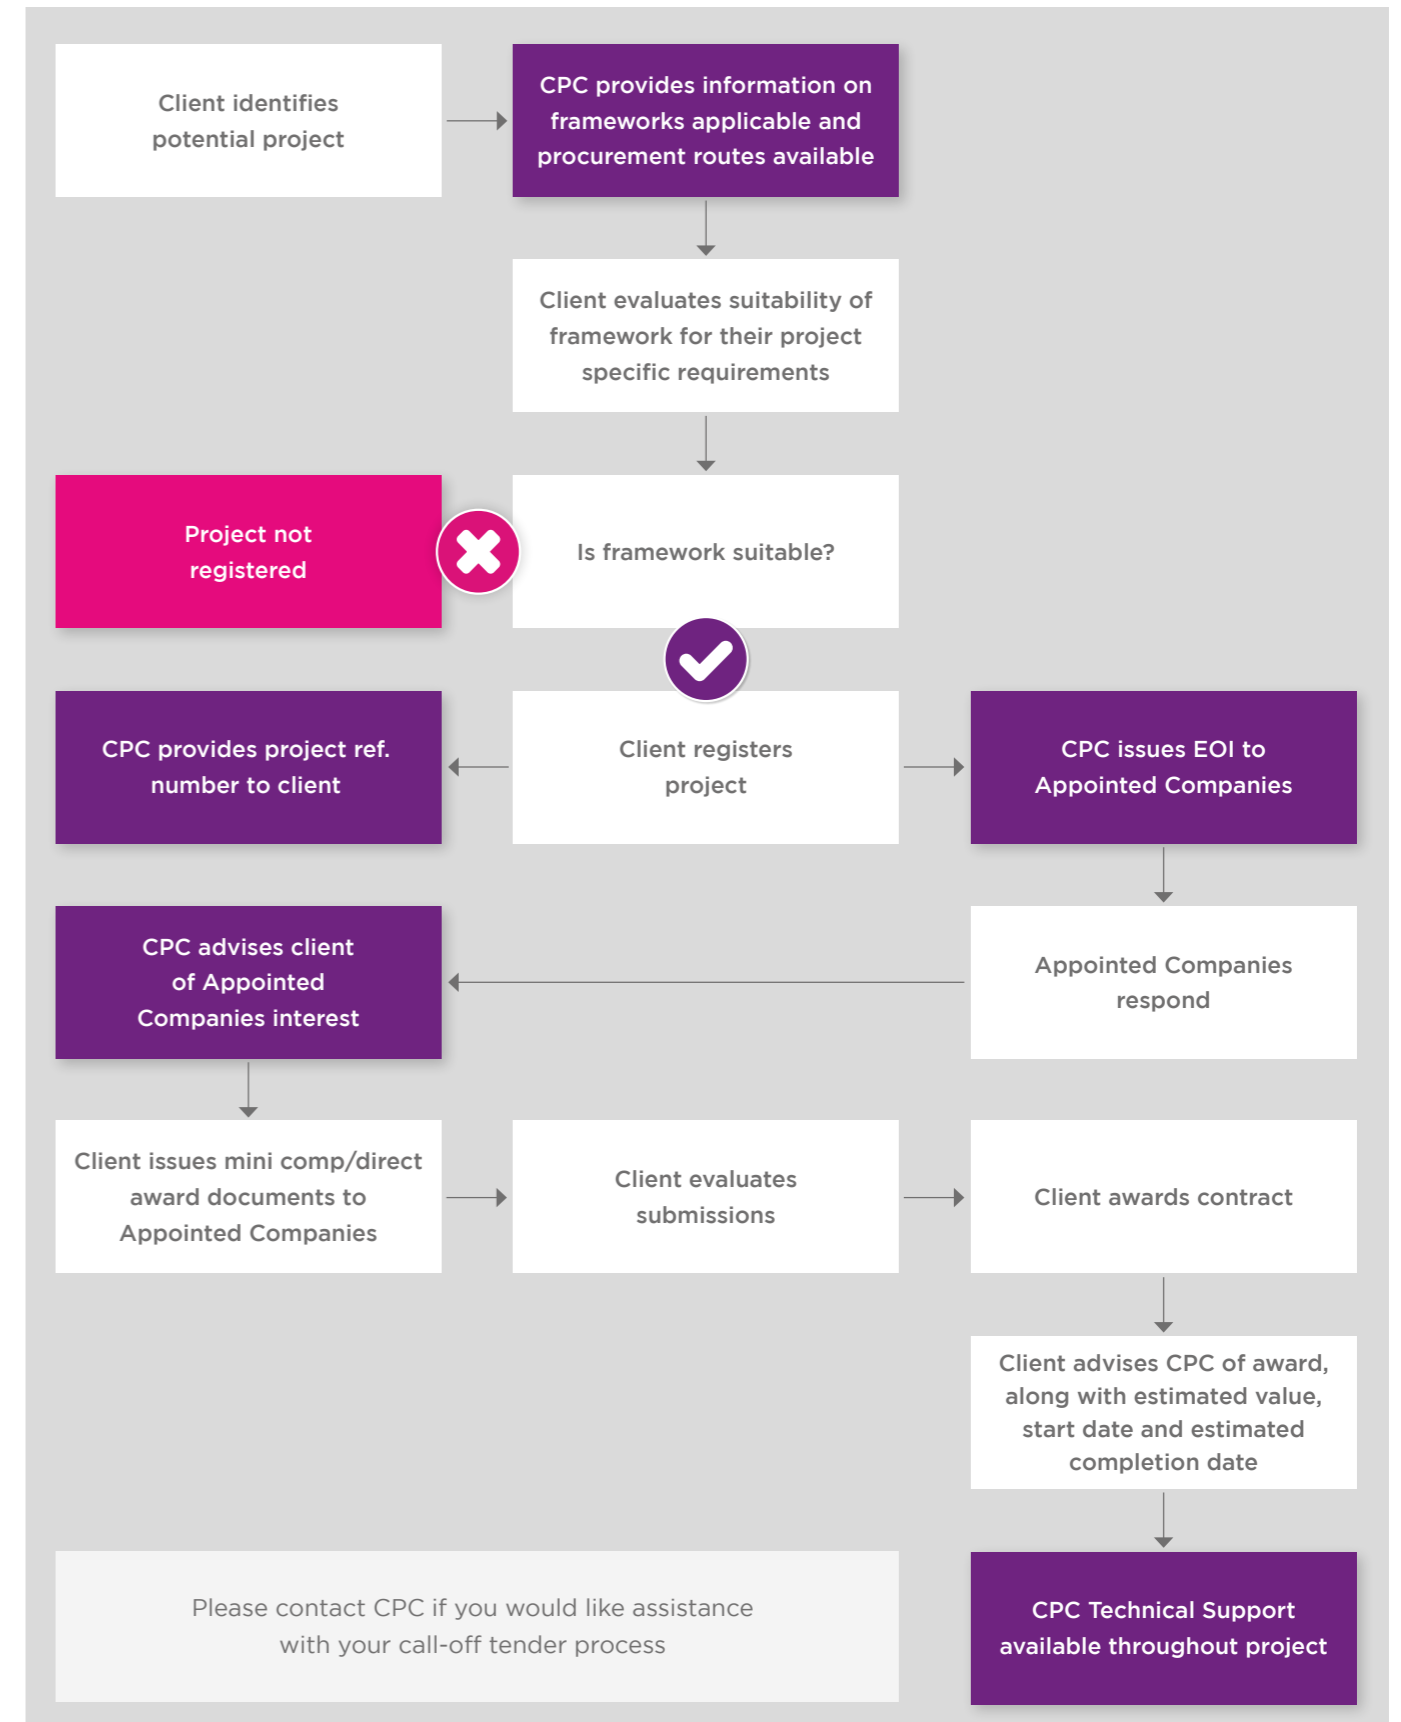 Client identifies
potential project
CPC provides information on
frameworks applicable and
procurement routes available
Client evaluates suitability of
framework for their project
specific requirements
Project not
registered
Is framework suitable?
CPC provides project ref.
number to client
Client registers
project
CPC issues EOI to
Appointed Companies
CPC advises client
of Appointed
Companies interest
Appointed Companies
respond
Client issues mini comp/direct
award documents to
Appointed Companies
Client evaluates
submissions
Client awards contract
Client advises CPC of award,
along with estimated value,
start date and estimated
completion date
Please contact CPC if you would like assistance
with your call-off tender process
CPC Technical Support
available throughout project